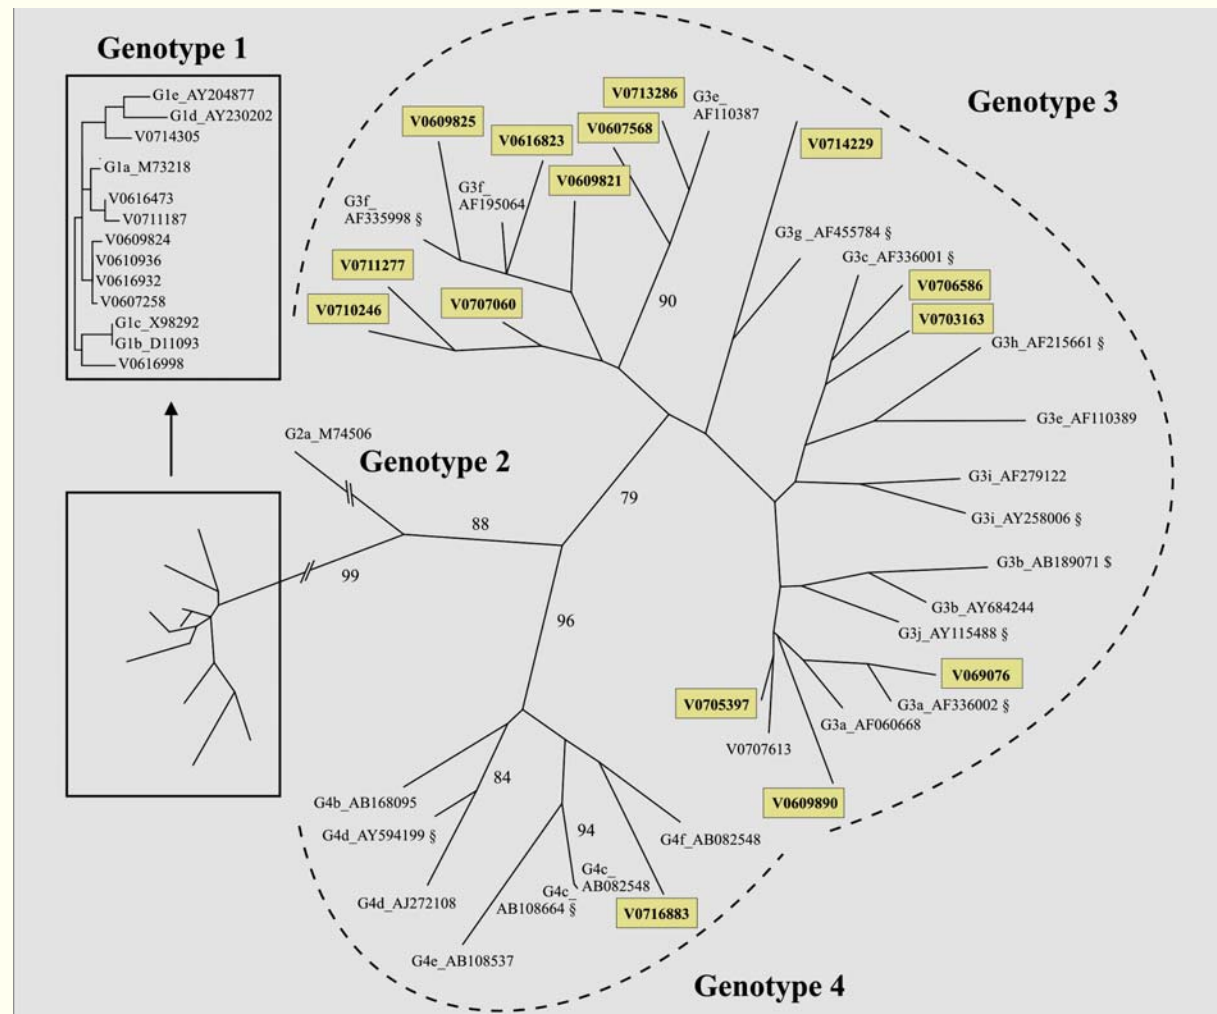 Genotype 1
G1e_AY204877
G1d_AY230202
V0714305
G1a_M73218
V0616473
V0711187
V0609824
V0610936
V0616932
V0607258
G1c_X98292
G1b_D11093
V0616998
Genotype 3
V0713286
G3e_
AF110387
V0609825
V0616823
V0607568
V0714229
V0609821
G3f_
AF195064
G3f_
AF335998 §
G3g _AF455784 §
G3c_AF336001 §
V0711277
V0706586
V0710246
V0707060
90
V0703163
G3h_AF215661 §
G3e_AF110389
G2a_M74506
Genotype 2
G3i_AF279122
79
88
G3i_AY258006 §
99
G3b_AB189071 $
96
G3b_AY684244
G3j_AY115488 §
V069076
V0705397
G3a_AF336002 §
G3a_AF060668
V0707613
84
G4b_AB168095
V0609890
G4d_AY594199 §
94
G4f_AB082548
G4c_
AB082548
G4c_
AB108664 §
G4d_AJ272108
V0716883
G4e_AB108537
Genotype 4